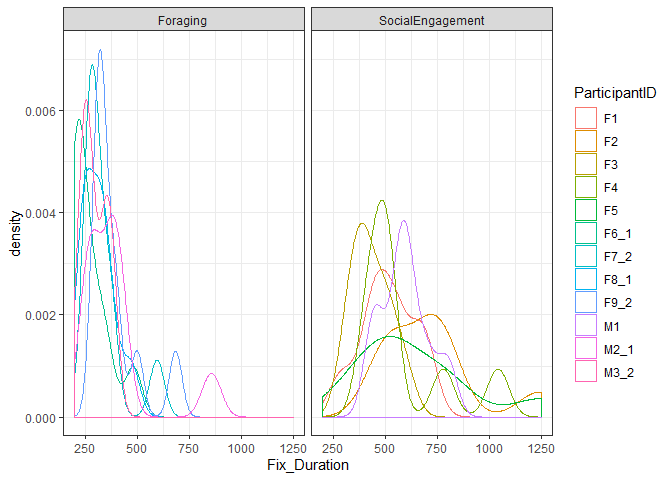 Foraging
SocialEngagement
density
0.006
0.004
0.002
0.000
250
500
750
1000
1250
250
500
750
1000
1250
Fix_Duration
ParticipantID
F1
F2
F3
F4
F5
F6_1
F7_2
F8_1
F9_2
M1
M2_1
M3_2